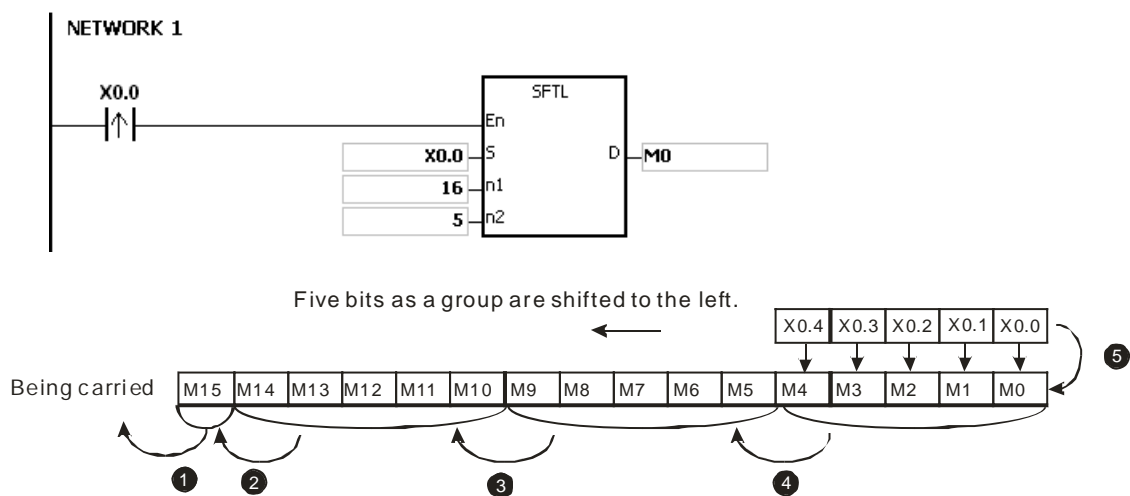 NETWORK 1
X0.0
SFTL
En
X0.0 S D M0
16 n1
5 n2
Five bits as a group are shifted to the left.
X0.4 X0.3 X0.2 X0.1 X0.0
5
Being carried M15 M14 M13 M12 M11 M10 M9 M8 M7 M6 M5 M4 M3 M2 M1 M0
1 2 3 4